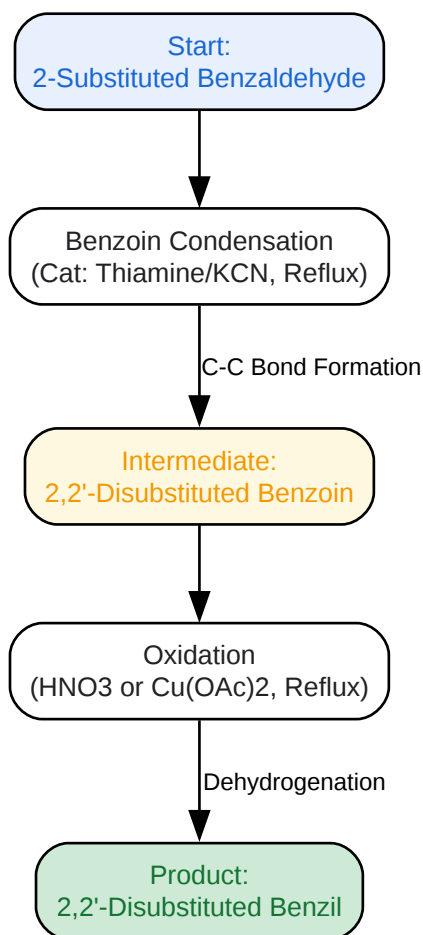 Start:
2-Substituted Benzaldehyde
Benzoin Condensation
(Cat: Thiamine/KCN, Reflux)
C-C Bond Formation
Intermediate:
2,2'-Disubstituted Benzoin
Oxidation
(HNO3 or Cu(OAc)2, Reflux)
Dehydrogenation
Product:
2,2'-Disubstituted Benzil